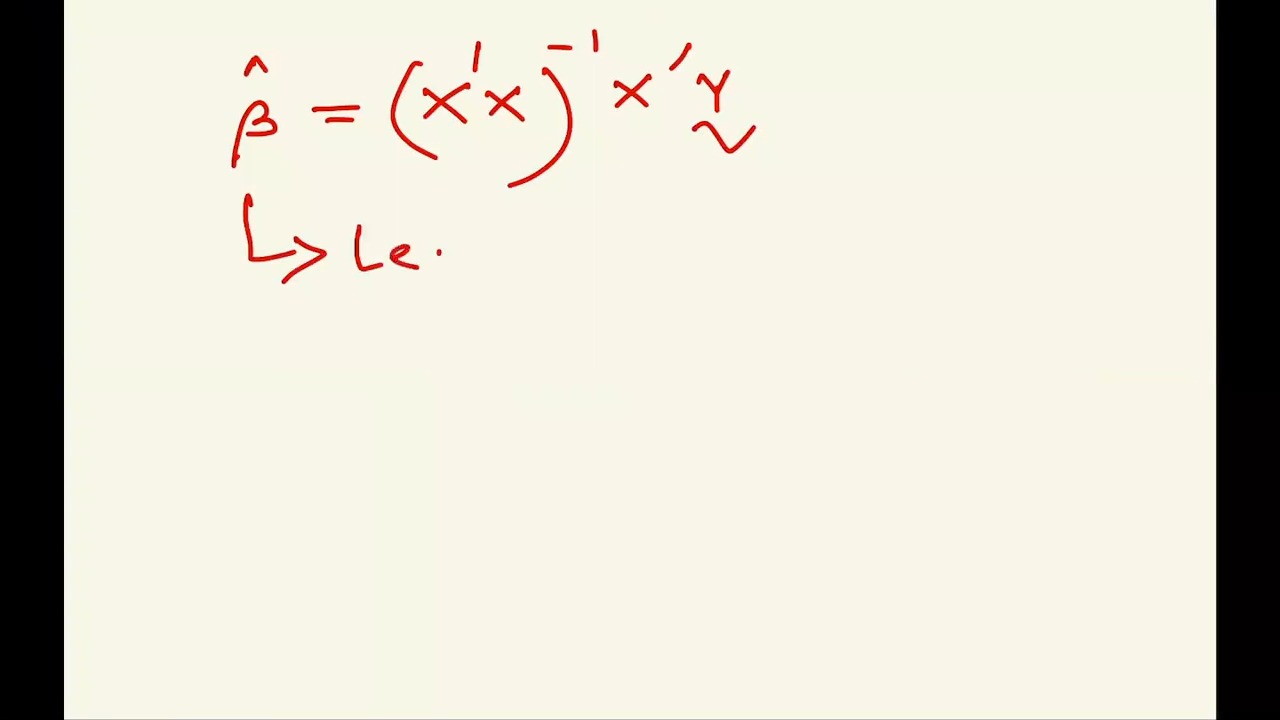 β̂ = (X'X)⁻¹ X'Y
↳ Le.